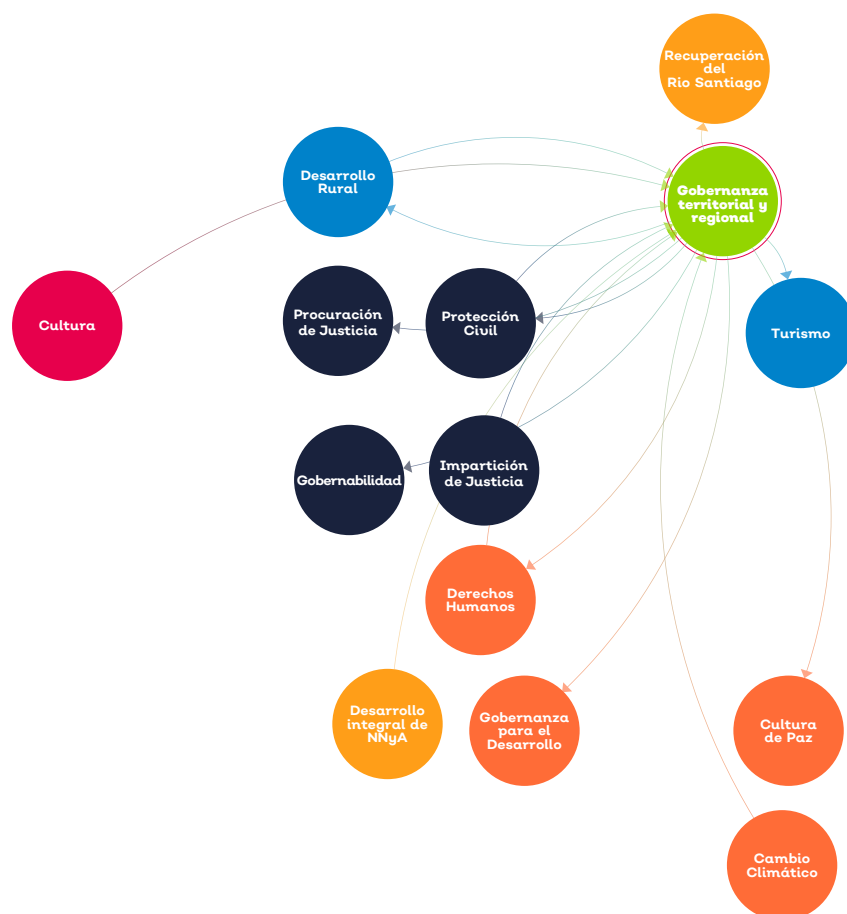 Recuperación
del
Rio Santiago
Desarrollo
Rural
Gobernanza
territorial y
regional
Cultura
Procuración
de Justicia
Protección
Civil
Turismo
Gobernabilidad
Impartición
de Justicia
Derechos
Humanos
Desarrollo
integral de
NNyA
Gobernanza
para el
Desarrollo
Cultura
de Paz
Cambio
Climático